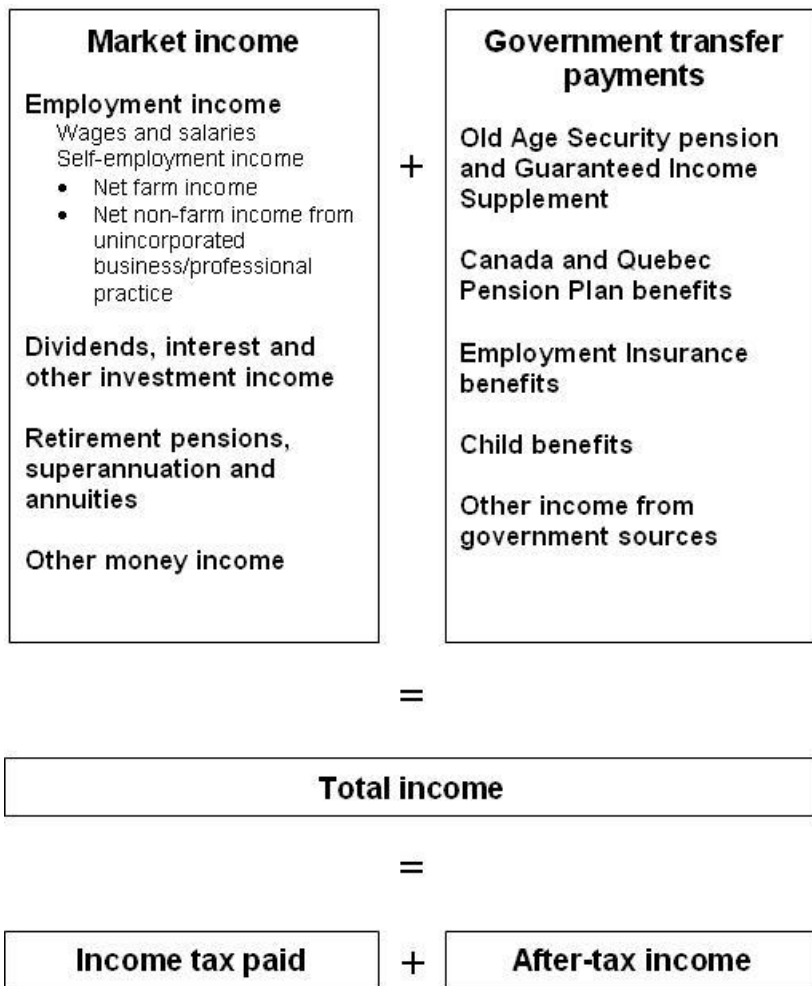 Market income
Employment income
Wages and salaries
Self-employment income
• Net farm income
• Net non-farm income from
unincorporated
business/professional
practice
Dividends, interest and
other investment income
Retirement pensions,
superannuation and
annuities
Other money income
+
Government transfer
payments
Old Age Security pension
and Guaranteed Income
Supplement
Canada and Quebec
Pension Plan benefits
Employment Insurance
benefits
Child benefits
Other income from
government sources
=
Total income
=
Income tax paid + After-tax income